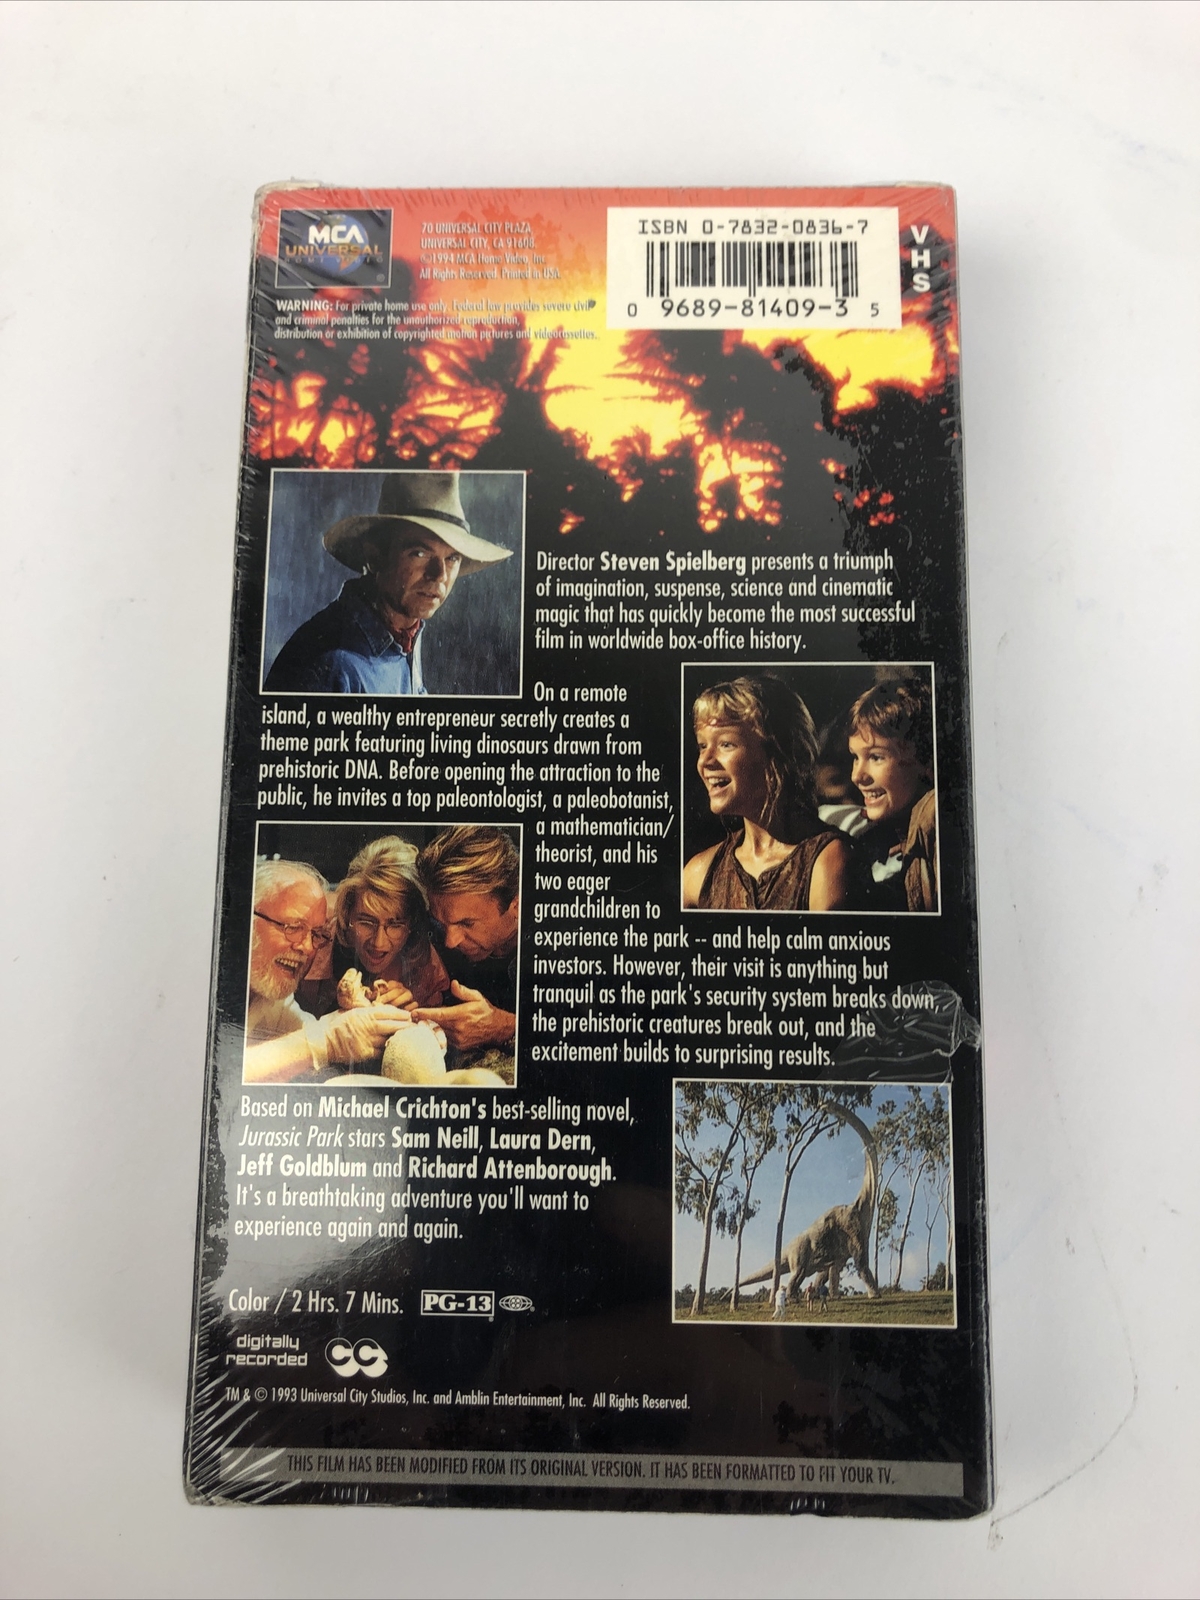 MCA
UNIVERSAL
HOME VIDEO
70 UNIVERSAL CITY PLAZA,
UNIVERSAL CITY, CA 91608.
©1994 MCA Home Video, Inc.
All Rights Reserved. Printed in USA.
WARNING: For private home use only. Federal law provides severe civil
and criminal penalties for the unauthorized reproduction,
distribution or exhibition of copyrighted motion pictures and videocassettes.
ISBN 0-7832-0836-7
0 9689-81409-3 5
VHS
Director Steven Spielberg presents a triumph
of imagination, suspense, science and cinematic
magic that has quickly become the most successful
film in worldwide box-office history.
On a remote
island, a wealthy entrepreneur secretly creates a
theme park featuring living dinosaurs drawn from
prehistoric DNA. Before opening the attraction to the
public, he invites a top paleontologist, a paleobotanist,
a mathematician/
theorist, and his
two eager
grandchildren to
experience the park -- and help calm anxious
investors. However, their visit is anything but
tranquil as the park's security system breaks down,
the prehistoric creatures break out, and the
excitement builds to surprising results.
Based on Michael Crichton's best-selling novel,
Jurassic Park stars Sam Neill, Laura Dern,
Jeff Goldblum and Richard Attenborough.
It's a breathtaking adventure you'll want to
experience again and again.
Color / 2 Hrs. 7 Mins. PG-13
digitally
recorded CC
TM & © 1993 Universal City Studios, Inc. and Amblin Entertainment, Inc. All Rights Reserved.
THIS FILM HAS BEEN MODIFIED FROM ITS ORIGINAL VERSION. IT HAS BEEN FORMATTED TO FIT YOUR TV.